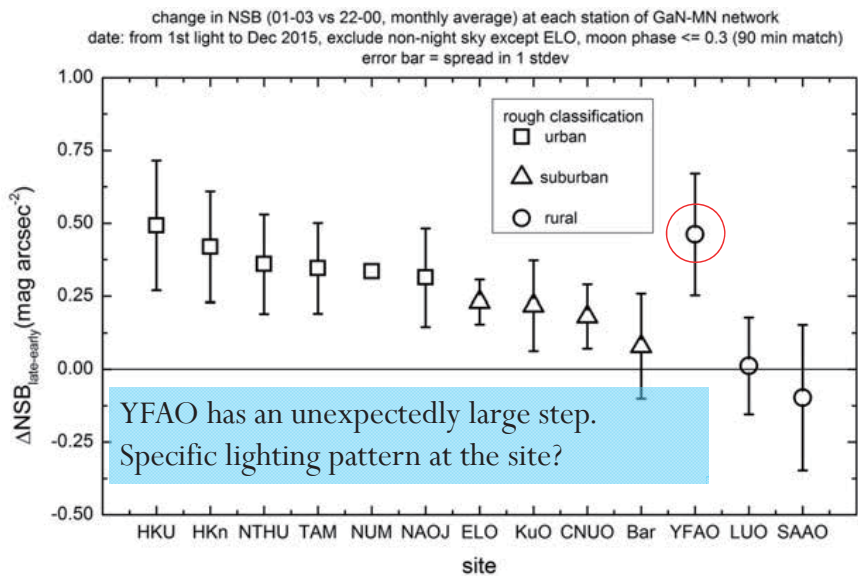 change in NSB (01-03 vs 22-00, monthly average) at each station of GaN-MN network
date: from 1st light to Dec 2015, exclude non-night sky except ELO, moon phase <= 0.3 (90 min match)
error bar = spread in 1 stdev
1.00
0.75
0.50
0.25
0.00
-0.25
-0.50
ΔNSB late-early (mag arcsec-2)
rough classification
urban
suburban
rural
YFAO has an unexpectedly large step.
Specific lighting pattern at the site?
HKU HKn NTHU TAM NUM NAOJ ELO KuO CNUO Bar YFAO LUO SAAO
site